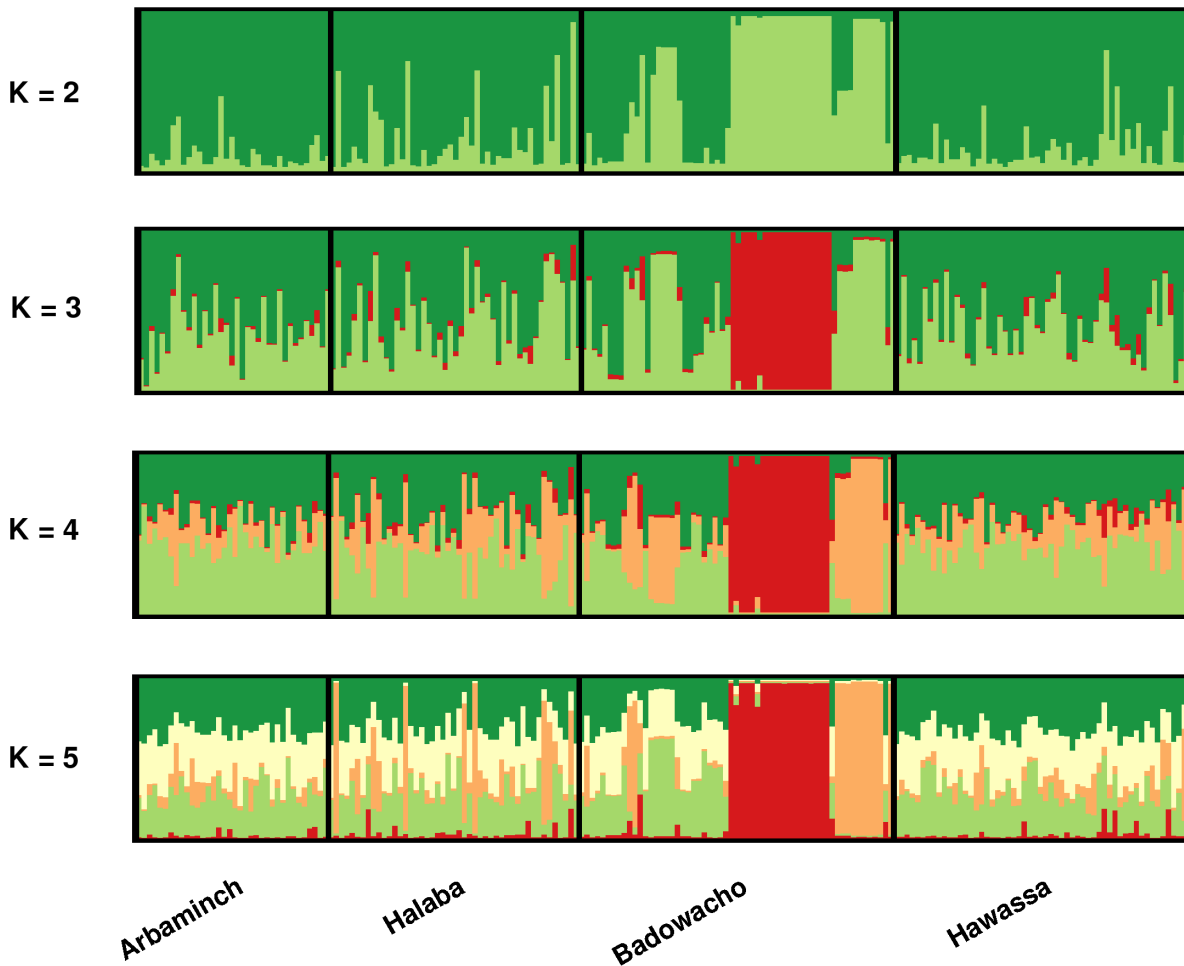 K = 2
K = 3
K = 4
K = 5
Arbaminch
Halaba
Badowacho
Hawassa